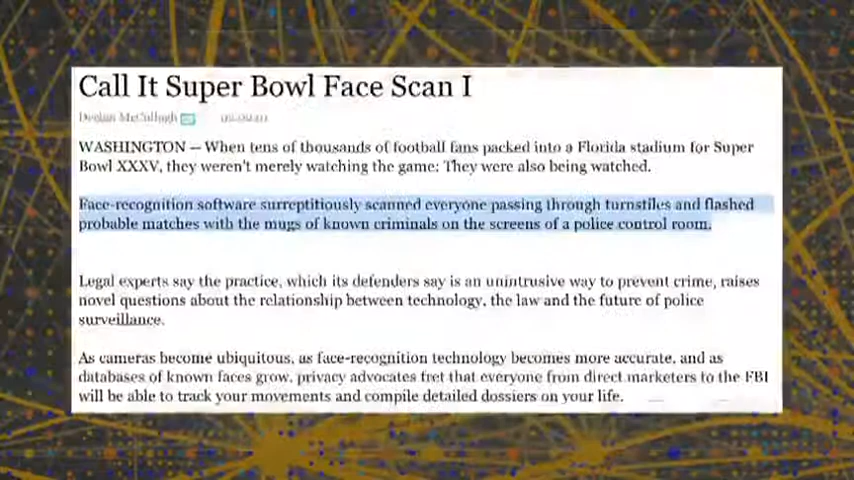 Call It Super Bowl Face Scan I
Declan McCullagh
WASHINGTON — When tens of thousands of football fans packed into a Florida stadium for Super
Bowl XXXV, they weren't merely watching the game: They were also being watched.
Face-recognition software surreptitiously scanned everyone passing through turnstiles and flashed
probable matches with the mugs of known criminals on the screens of a police control room.
Legal experts say the practice, which its defenders say is an unintrusive way to prevent crime, raises
novel questions about the relationship between technology, the law and the future of police
surveillance.
As cameras become ubiquitous, as face-recognition technology becomes more accurate, and as
databases of known faces grow, privacy advocates fret that everyone from direct marketers to the FBI
will be able to track your movements and compile detailed dossiers on your life.